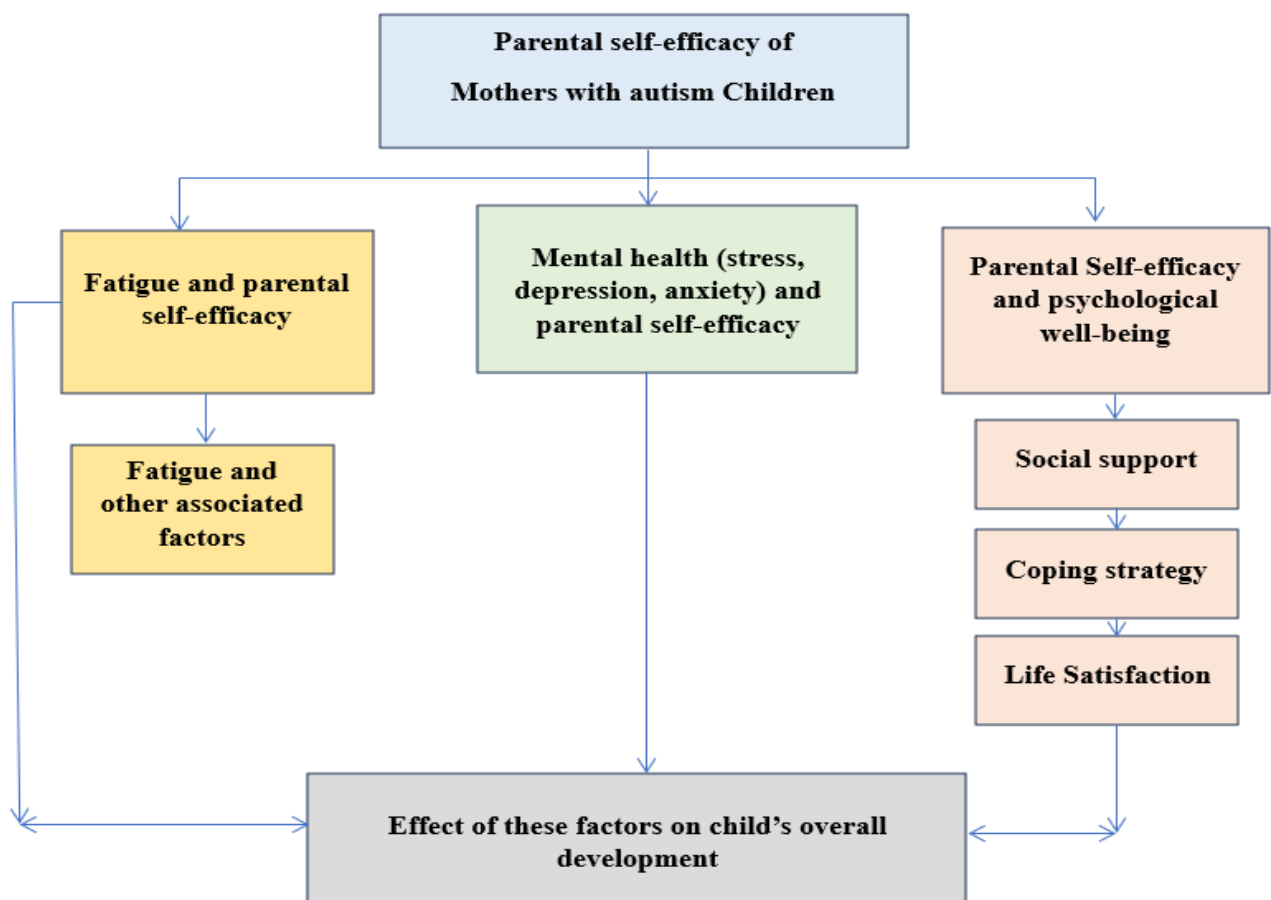 Parental self-efficacy of
Mothers with autism Children
Fatigue and parental
self-efficacy
Mental health (stress,
depression, anxiety) and
parental self-efficacy
Parental Self-efficacy
and psychological
well-being
Fatigue and
other associated
factors
Social support
Coping strategy
Life Satisfaction
Effect of these factors on child’s overall
development